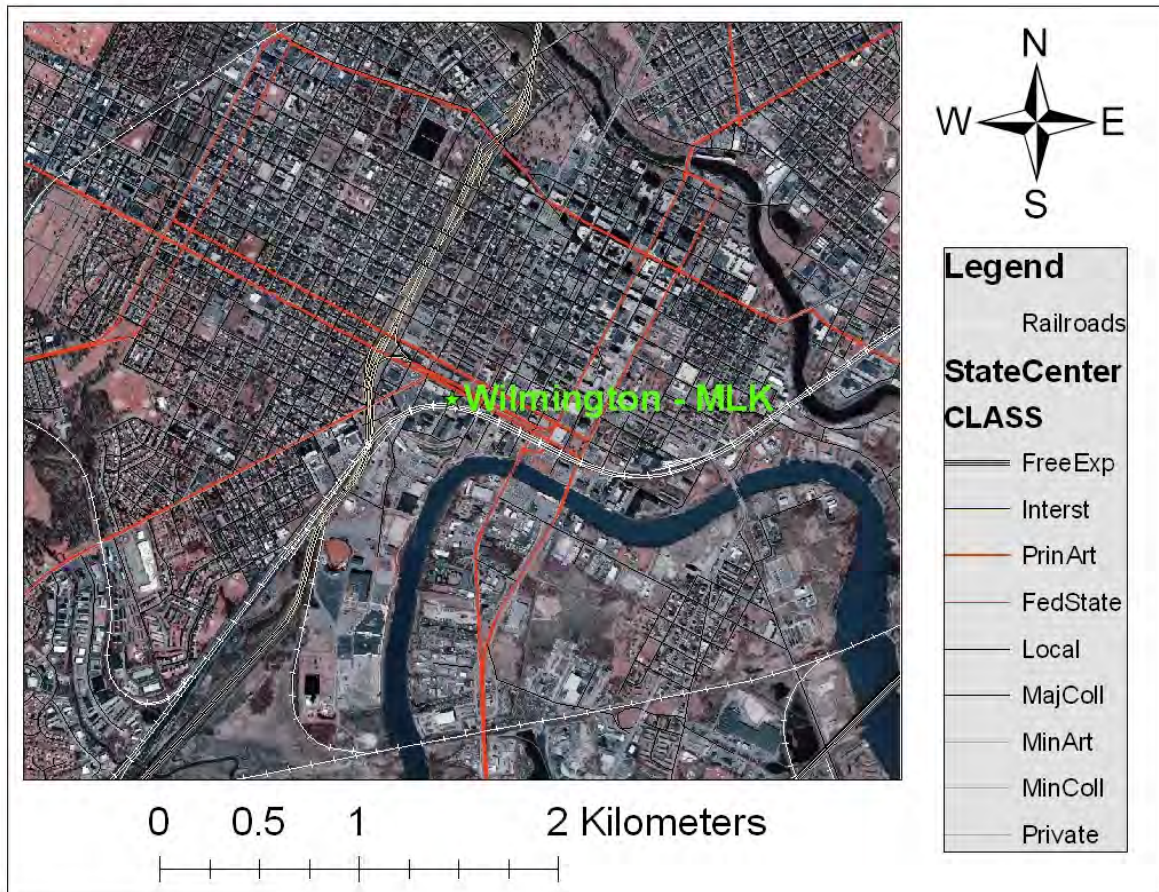 Wilmington - MLK
N
W
E
S
Legend
Railroads
StateCenter
CLASS
FreeExp
Interst
PrinArt
FedState
Local
MajColl
MinArt
MinColl
Private
0 0.5 1 2 Kilometers